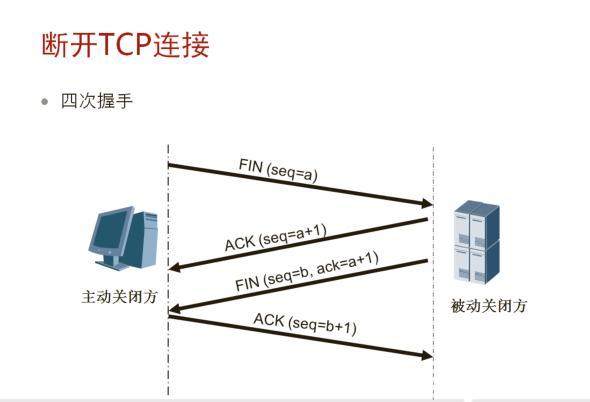 断开TCP连接
四次握手
FIN (seq=a)
ACK (seq=a+1)
FIN (seq=b, ack=a+1)
ACK (seq=b+1)
主动关闭方
被动关闭方